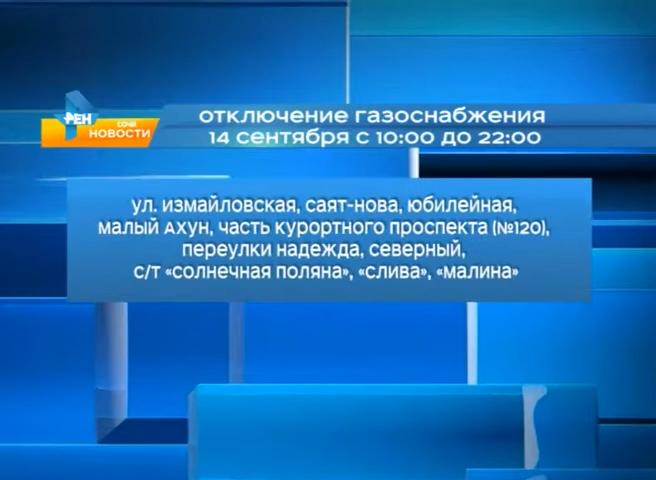 РЕН
СОЧИ
НОВОСТИ
ОТКЛЮЧЕНИЕ ГАЗОСНАБЖЕНИЯ
14 СЕНТЯБРЯ С 10:00 ДО 22:00
УЛ. ИЗМАЙЛОВСКАЯ, САЯТ-НОВА, ЮБИЛЕЙНАЯ,
МАЛЫЙ АХУН, ЧАСТЬ КУРОРТНОГО ПРОСПЕКТА (№120),
ПЕРЕУЛКИ НАДЕЖДА, СЕВЕРНЫЙ,
С/Т «СОЛНЕЧНАЯ ПОЛЯНА», «СЛИВА», «МАЛИНА»